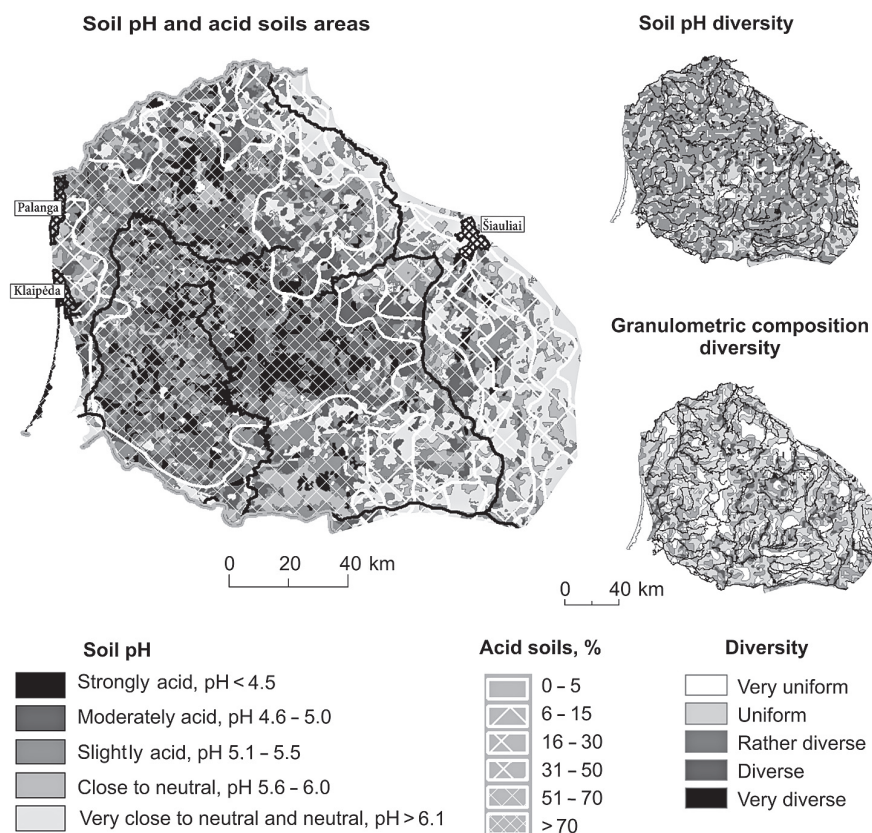 Soil pH and acid soils areas
Soil pH diversity
Palanga
Šiauliai
Klaipėda
Granulometric composition
diversity
0 20 40 km
0 40 km
Soil pH
Strongly acid, pH < 4.5
Moderately acid, pH 4.6 – 5.0
Slightly acid, pH 5.1 – 5.5
Close to neutral, pH 5.6 – 6.0
Very close to neutral and neutral, pH > 6.1
Acid soils, %
0 – 5
6 – 15
16 – 30
31 – 50
51 – 70
> 70
Diversity
Very uniform
Uniform
Rather diverse
Diverse
Very diverse